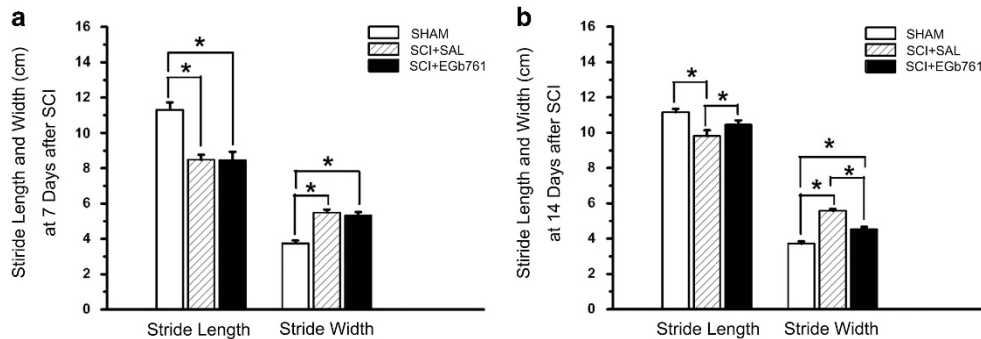 a
Stiride Length and Width (cm)
at 7 Days after SCI
16
14
12
10
8
6
4
2
0
SHAM
SCI+SAL
SCI+EGb761
*
*
*
*
Stride Length
Stride Width
b
Stiride Length and Width (cm)
at 14 Days after SCI
16
14
12
10
8
6
4
2
0
SHAM
SCI+SAL
SCI+EGb761
*
*
*
*
*
Stride Length
Stride Width